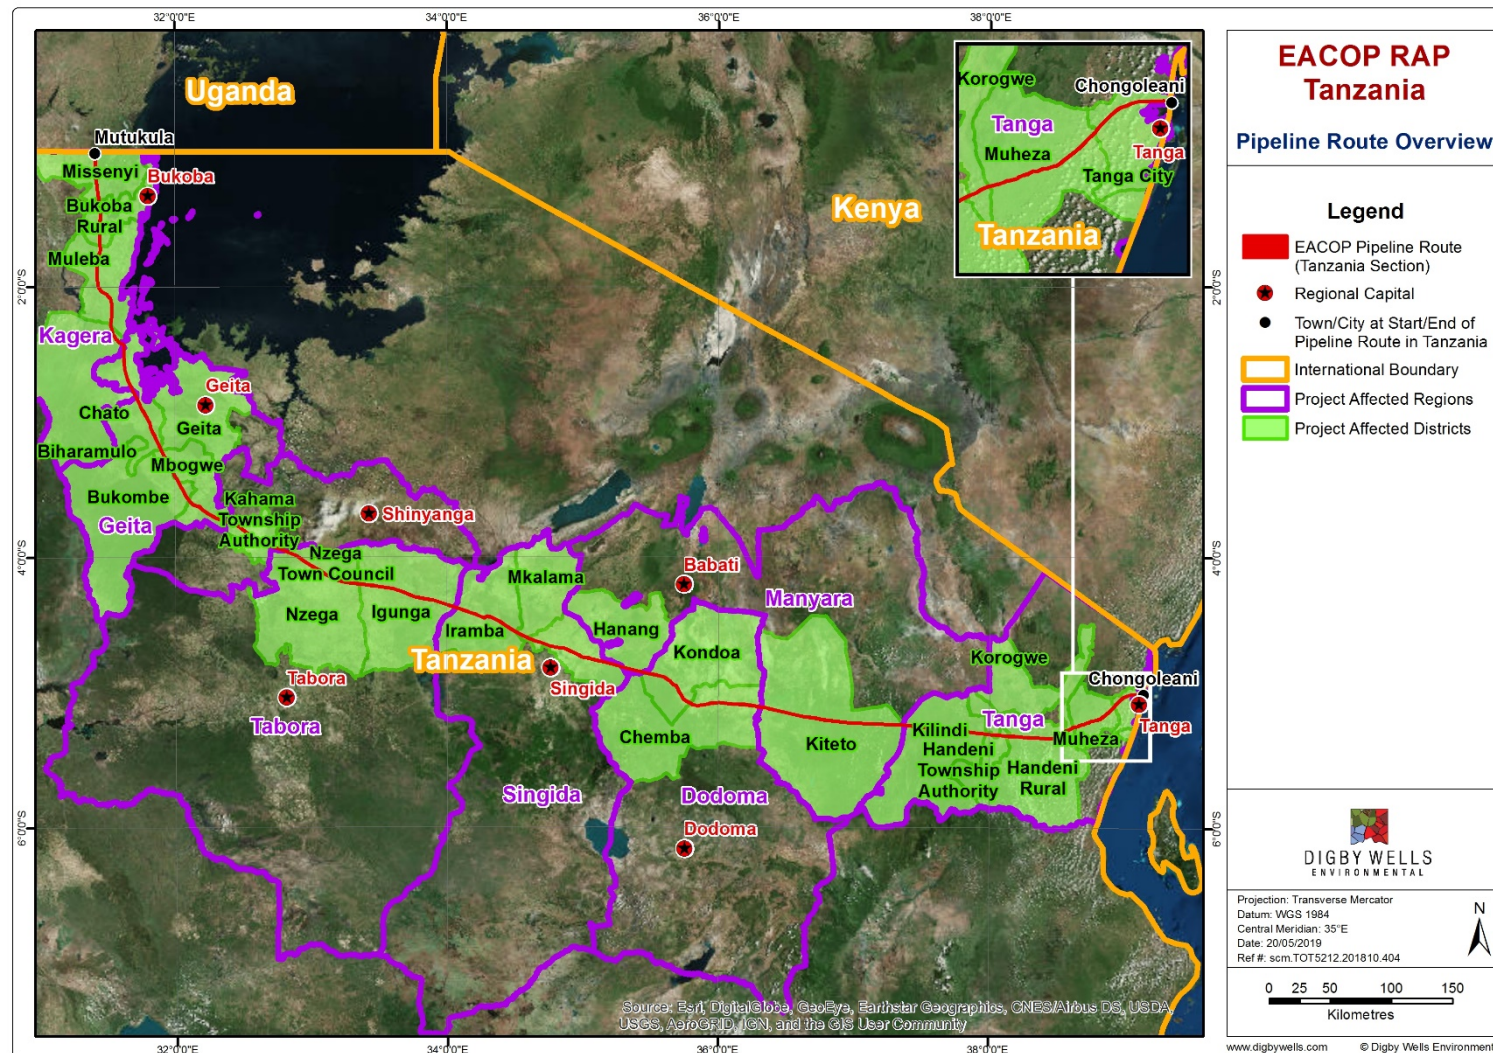 32°0'0"E
34°0'0"E
36°0'0"E
38°0'0"E
Uganda
Mutukula
Missenyi
Bukoba
Bukoba
Rural
Muleba
Kagera
Geita
Chato
Geita
Biharamulo
Mbogwe
Bukombe
Geita
Kahama
Township
Authority
Shinyanga
Nzega
Town Council
Nzega
Igunga
Mkalama
Iramba
Hanang
Tanzania
Singida
Tabora
Tabora
Singida
Babati
Manyara
Kondoa
Chemba
Kiteto
Dodoma
Dodoma
Kenya
Korogwe
Chongoleani
Tanga
Tanga
Kilindi
Muheza
Handeni
Township
Authority
Handeni
Rural
Korogwe
Chongoleani
Tanga
Muheza
Tanga
Tanga City
Tanzania
2°0'0"S
4°0'0"S
6°0'0"S
2°0'0"S
4°0'0"S
6°0'0"S
Source: Esri, DigitalGlobe, GeoEye, Earthstar Geographics, CNES/Airbus DS, USDA,
USGS, AeroGRID, IGN, and the GIS User Community
32°0'0"E
34°0'0"E
36°0'0"E
38°0'0"E
EACOP RAP
Tanzania
Pipeline Route Overview
Legend
EACOP Pipeline Route
(Tanzania Section)
Regional Capital
Town/City at Start/End of
Pipeline Route in Tanzania
International Boundary
Project Affected Regions
Project Affected Districts
DIGBY WELLS
ENVIRONMENTAL
Projection: Transverse Mercator
Datum: WGS 1984
Central Meridian: 35°E
Date: 20/05/2019
Ref #: scm.TOT5212.201810.404
N
0 25 50 100 150
Kilometres
www.digbywells.com © Digby Wells Environment